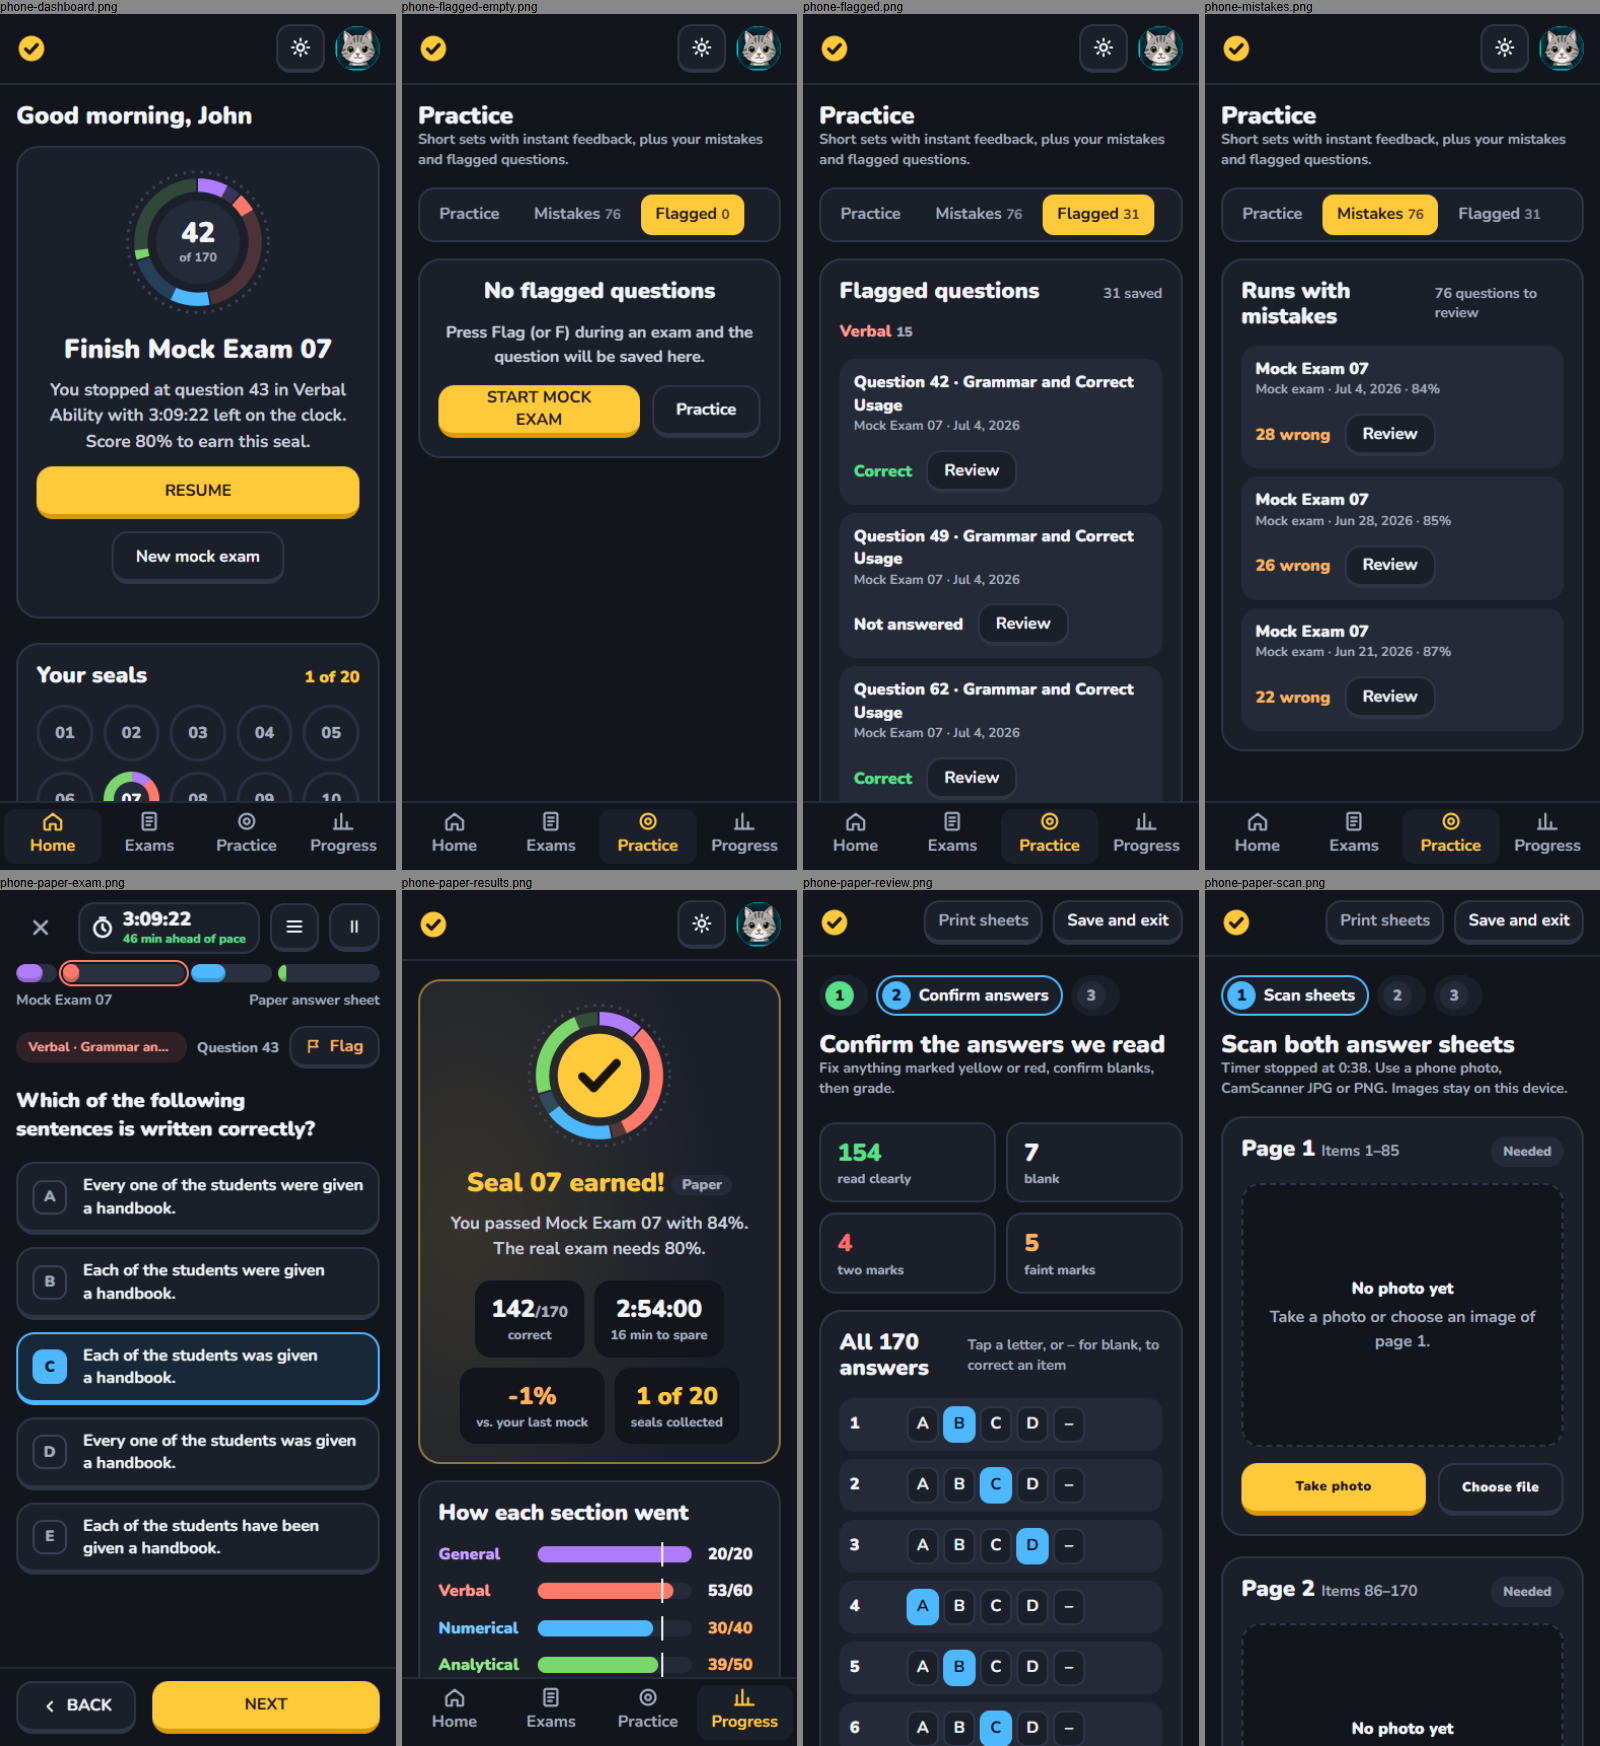 phone-dashboard.png
Good morning, John
42
of 170
Finish Mock Exam 07
You stopped at question 43 in Verbal
Ability with 3:09:22 left on the clock.
Score 80% to earn this seal.
RESUME
New mock exam
Your seals
1 of 20
01 02 03 04 05
06 07 08 09 10
Home Exams Practice Progress
phone-flagged-empty.png
Practice
Short sets with instant feedback, plus your mistakes
and flagged questions.
Practice Mistakes 76 Flagged 0
No flagged questions
Press Flag (or F) during an exam and the
question will be saved here.
START MOCK
EXAM
Practice
Home Exams Practice Progress
phone-flagged.png
Practice
Short sets with instant feedback, plus your mistakes
and flagged questions.
Practice Mistakes 76 Flagged 31
Flagged questions
31 saved
Verbal 15
Question 42 · Grammar and Correct
Usage
Mock Exam 07 · Jul 4, 2026
Correct Review
Question 49 · Grammar and Correct
Usage
Mock Exam 07 · Jul 4, 2026
Not answered Review
Question 62 · Grammar and Correct
Usage
Mock Exam 07 · Jul 4, 2026
Correct Review
Home Exams Practice Progress
phone-mistakes.png
Practice
Short sets with instant feedback, plus your mistakes
and flagged questions.
Practice Mistakes 76 Flagged 31
Runs with
mistakes
76 questions to
review
Mock Exam 07
Mock exam · Jul 4, 2026 · 84%
28 wrong Review
Mock Exam 07
Mock exam · Jun 28, 2026 · 85%
26 wrong Review
Mock Exam 07
Mock exam · Jun 21, 2026 · 87%
22 wrong Review
Home Exams Practice Progress
phone-paper-exam.png
3:09:22
46 min ahead of pace
Mock Exam 07
Paper answer sheet
Verbal · Grammar an...
Question 43
Flag
Which of the following
sentences is written correctly?
A
Every one of the students were given
a handbook.
B
Each of the students were given
a handbook.
C
Each of the students was given
a handbook.
D
Every one of the students was given
a handbook.
E
Each of the students have been
given a handbook.
BACK
NEXT
phone-paper-results.png
Seal 07 earned! Paper
You passed Mock Exam 07 with 84%.
The real exam needs 80%.
142/170
correct
2:54:00
16 min to spare
-1%
vs. your last mock
1 of 20
seals collected
How each section went
General 20/20
Verbal 53/60
Numerical 30/40
Analytical 39/50
Home Exams Practice Progress
phone-paper-review.png
Print sheets
Save and exit
1
2 Confirm answers
3
Confirm the answers we read
Fix anything marked yellow or red, confirm blanks,
then grade.
154
read clearly
7
blank
4
two marks
5
faint marks
All 170
answers
Tap a letter, or – for blank, to
correct an item
1 A B C D –
2 A B C D –
3 A B C D –
4 A B C D –
5 A B C D –
6 A B C D –
phone-paper-scan.png
Print sheets
Save and exit
1 Scan sheets
2
3
Scan both answer sheets
Timer stopped at 0:38. Use a phone photo,
CamScanner JPG or PNG. Images stay on this device.
Page 1 Items 1–85
Needed
No photo yet
Take a photo or choose an image of
page 1.
Take photo
Choose file
Page 2 Items 86–170
Needed
No photo yet